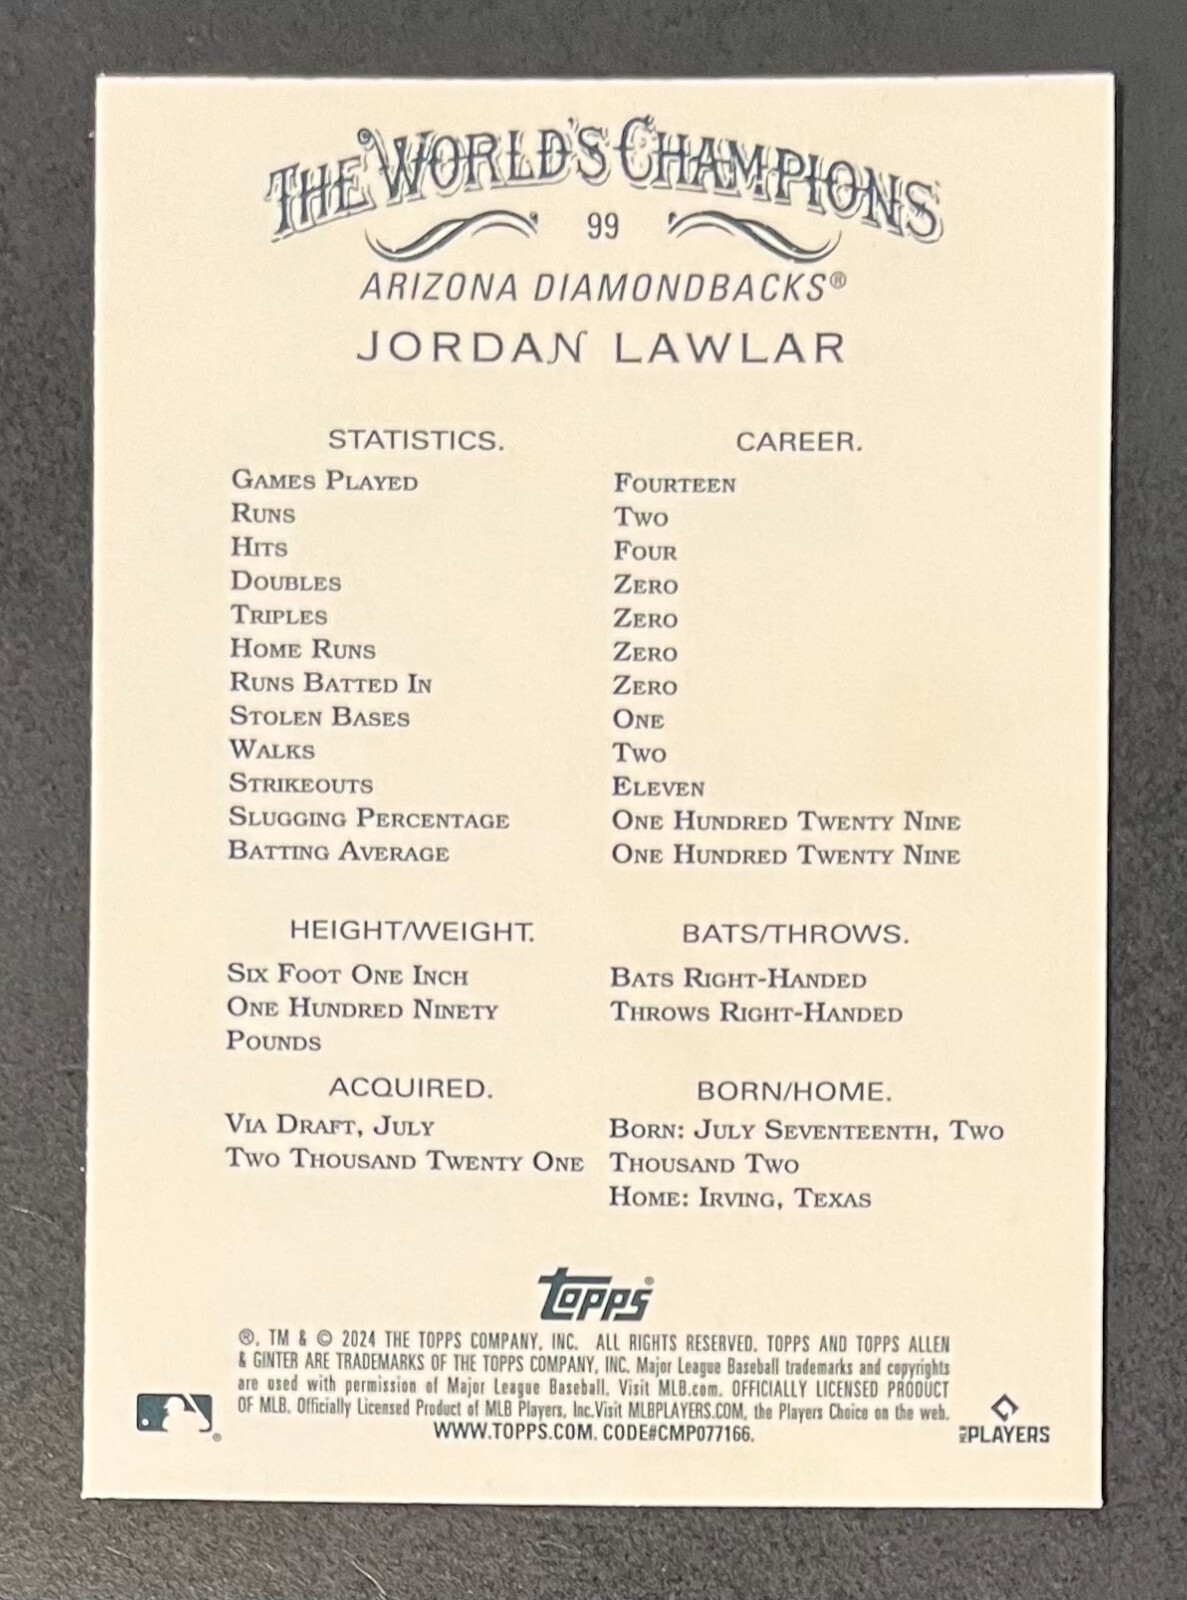 THE WORLD'S CHAMPIONS
99
ARIZONA DIAMONDBACKS®
JORDAN LAWLAR
STATISTICS. CAREER.
GAMES PLAYED FOURTEEN
RUNS TWO
HITS FOUR
DOUBLES ZERO
TRIPLES ZERO
HOME RUNS ZERO
RUNS BATTED IN ZERO
STOLEN BASES ONE
WALKS TWO
STRIKEOUTS ELEVEN
SLUGGING PERCENTAGE ONE HUNDRED TWENTY NINE
BATTING AVERAGE ONE HUNDRED TWENTY NINE
HEIGHT/WEIGHT.
SIX FOOT ONE INCH
ONE HUNDRED NINETY
POUNDS
BATS/THROWS.
BATS RIGHT-HANDED
THROWS RIGHT-HANDED
ACQUIRED.
VIA DRAFT, JULY
TWO THOUSAND TWENTY ONE
BORN/HOME.
BORN: JULY SEVENTEENTH, TWO
THOUSAND TWO
HOME: IRVING, TEXAS
topps®
®, TM & © 2024 THE TOPPS COMPANY, INC. ALL RIGHTS RESERVED. TOPPS AND TOPPS ALLEN
& GINTER ARE TRADEMARKS OF THE TOPPS COMPANY, INC. Major League Baseball trademarks and copyrights
are used with permission of Major League Baseball. Visit MLB.com. OFFICIALLY LICENSED PRODUCT
OF MLB. Officially Licensed Product of MLB Players, Inc.Visit MLBPLAYERS.COM, the Players Choice on the web.
WWW.TOPPS.COM. CODE#CMP077166.
PLAYERS